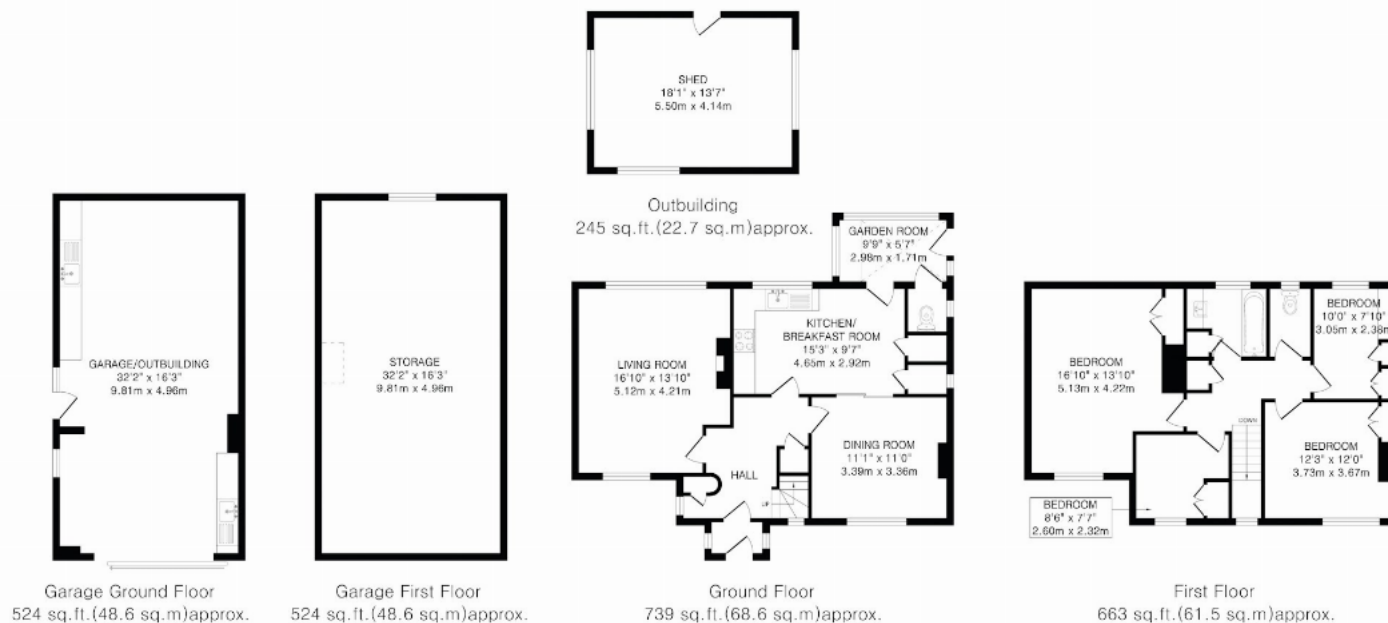 SHED
18'1" x 13'7"
5.50m x 4.14m
Outbuilding
245 sq.ft.(22.7 sq.m)approx.
GARAGE/OUTBUILDING
32'2" x 16'3"
9.81m x 4.96m
Garage Ground Floor
524 sq.ft.(48.6 sq.m)approx.
STORAGE
32'2" x 16'3"
9.81m x 4.96m
Garage First Floor
524 sq.ft.(48.6 sq.m)approx.
GARDEN ROOM
9'9" x 5'7"
2.98m x 1.71m
KITCHEN/
BREAKFAST ROOM
15'3" x 9'7"
4.65m x 2.92m
LIVING ROOM
16'10" x 13'10"
5.12m x 4.21m
DINING ROOM
11'1" x 11'0"
3.39m x 3.36m
HALL
UP
Ground Floor
739 sq.ft.(68.6 sq.m)approx.
BEDROOM
10'0" x 7'10"
3.05m x 2.38m
BEDROOM
16'10" x 13'10"
5.13m x 4.22m
DOWN
BEDROOM
12'3" x 12'0"
3.73m x 3.67m
BEDROOM
8'6" x 7'7"
2.60m x 2.32m
First Floor
663 sq.ft.(61.5 sq.m)approx.